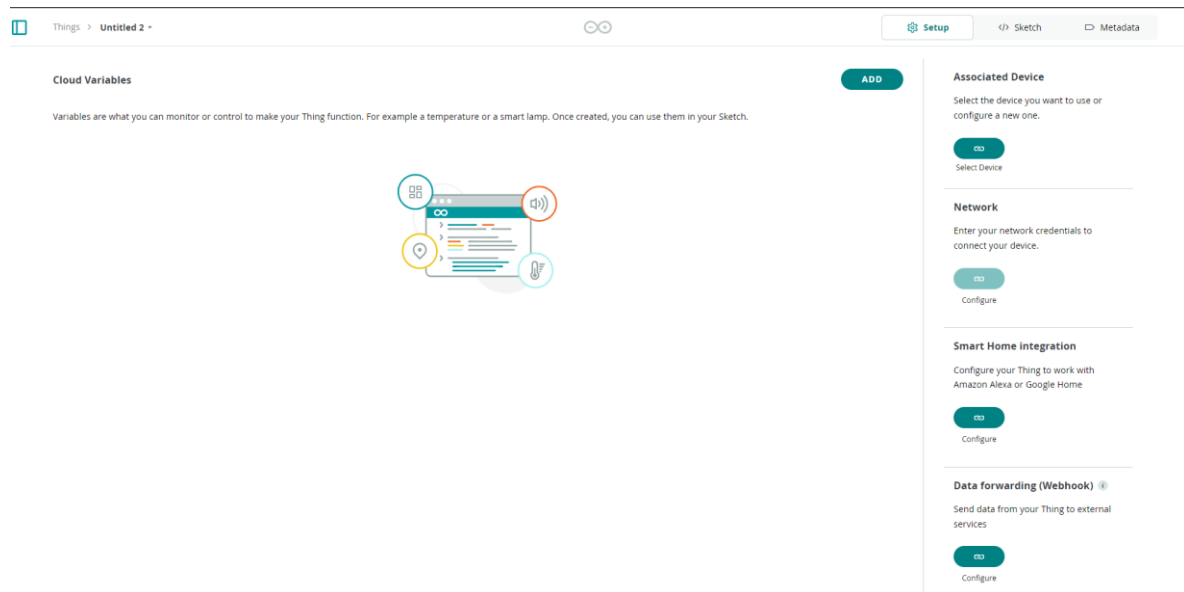 Things > Untitled 2
Setup
</> Sketch
Metadata
Cloud Variables
ADD
Variables are what you can monitor or control to make your Thing function. For example a temperature or a smart lamp. Once created, you can use them in your Sketch.
Associated Device
Select the device you want to use or
configure a new one.
Select Device
Network
Enter your network credentials to
connect your device.
Configure
Smart Home integration
Configure your Thing to work with
Amazon Alexa or Google Home
Configure
Data forwarding (Webhook)
Send data from your Thing to external
services
Configure